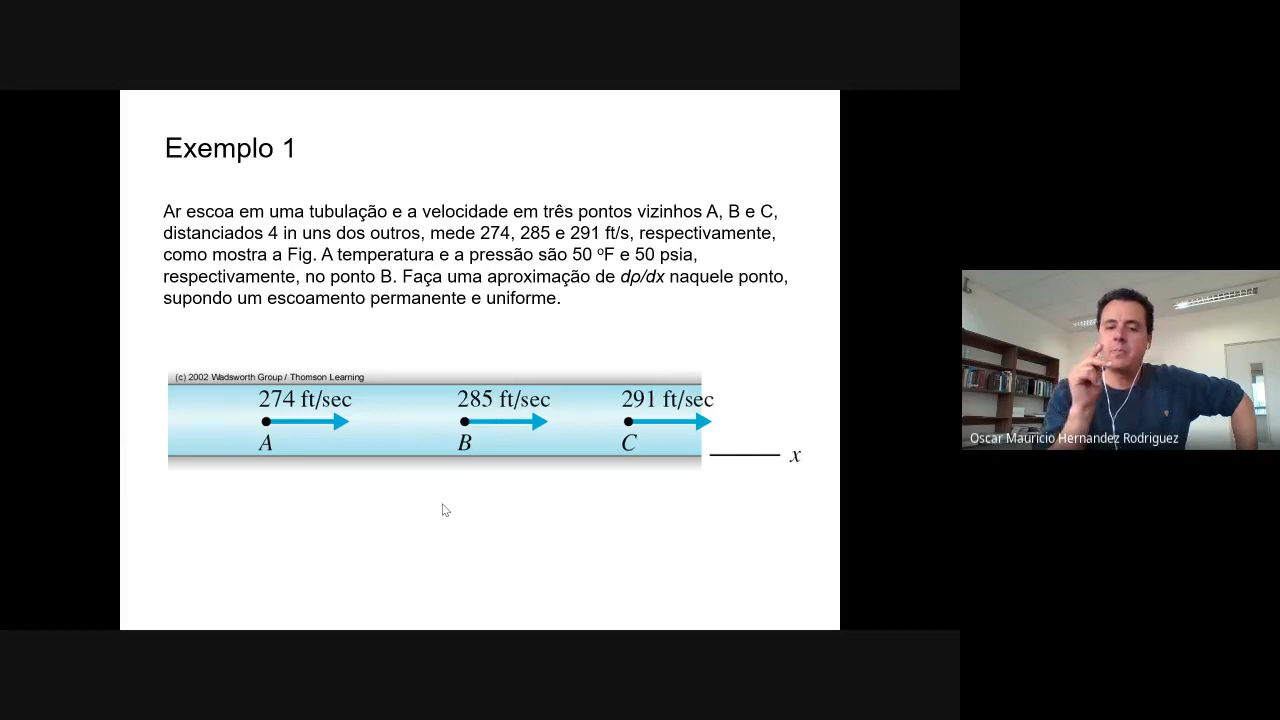 Exemplo 1
Ar escoa em uma tubulação e a velocidade em três pontos vizinhos A, B e C,
distanciados 4 in uns dos outros, mede 274, 285 e 291 ft/s, respectivamente,
como mostra a Fig. A temperatura e a pressão são 50 ºF e 50 psia,
respectivamente, no ponto B. Faça uma aproximação de dρ/dx naquele ponto,
supondo um escoamento permanente e uniforme.
(c) 2002 Wadsworth Group / Thomson Learning
274 ft/sec 285 ft/sec 291 ft/sec
A B C
x
Oscar Mauricio Hernandez Rodriguez